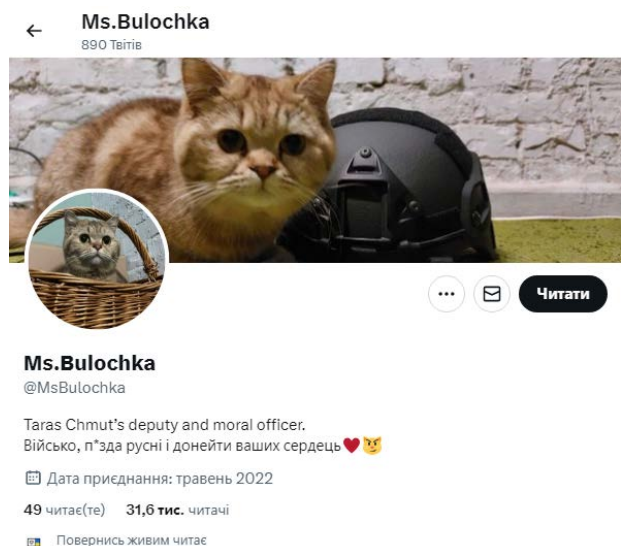 Ms.Bulochka
890 Твітів
Читати
Ms.Bulochka
@MsBulochka
Taras Chmut’s deputy and moral officer.
Військо, п*зда русні і донейти ваших сердець❤️😼
Дата приєднання: травень 2022
49 читає(те) 31,6 тис. читачі
Повернись живим читає